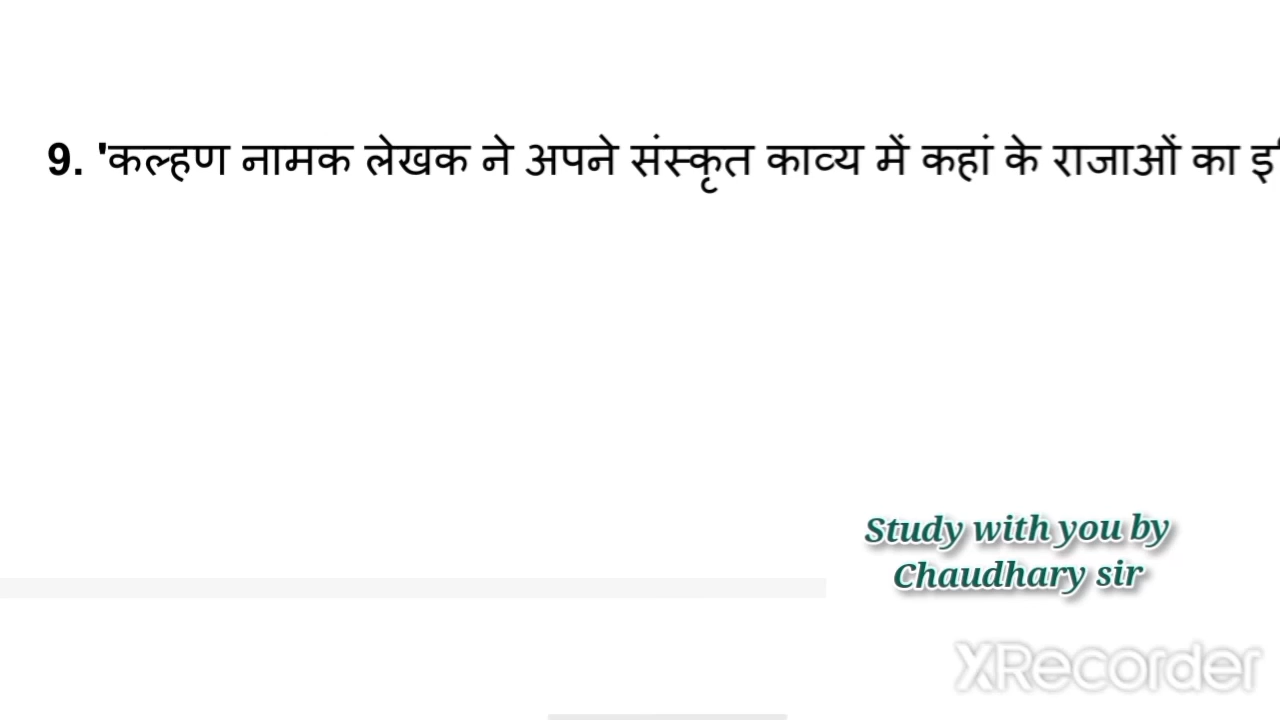 9. 'कल्हण नामक लेखक ने अपने संस्कृत काव्य में कहां के राजाओं का
Study with you by
Chaudhary sir
XRecorder